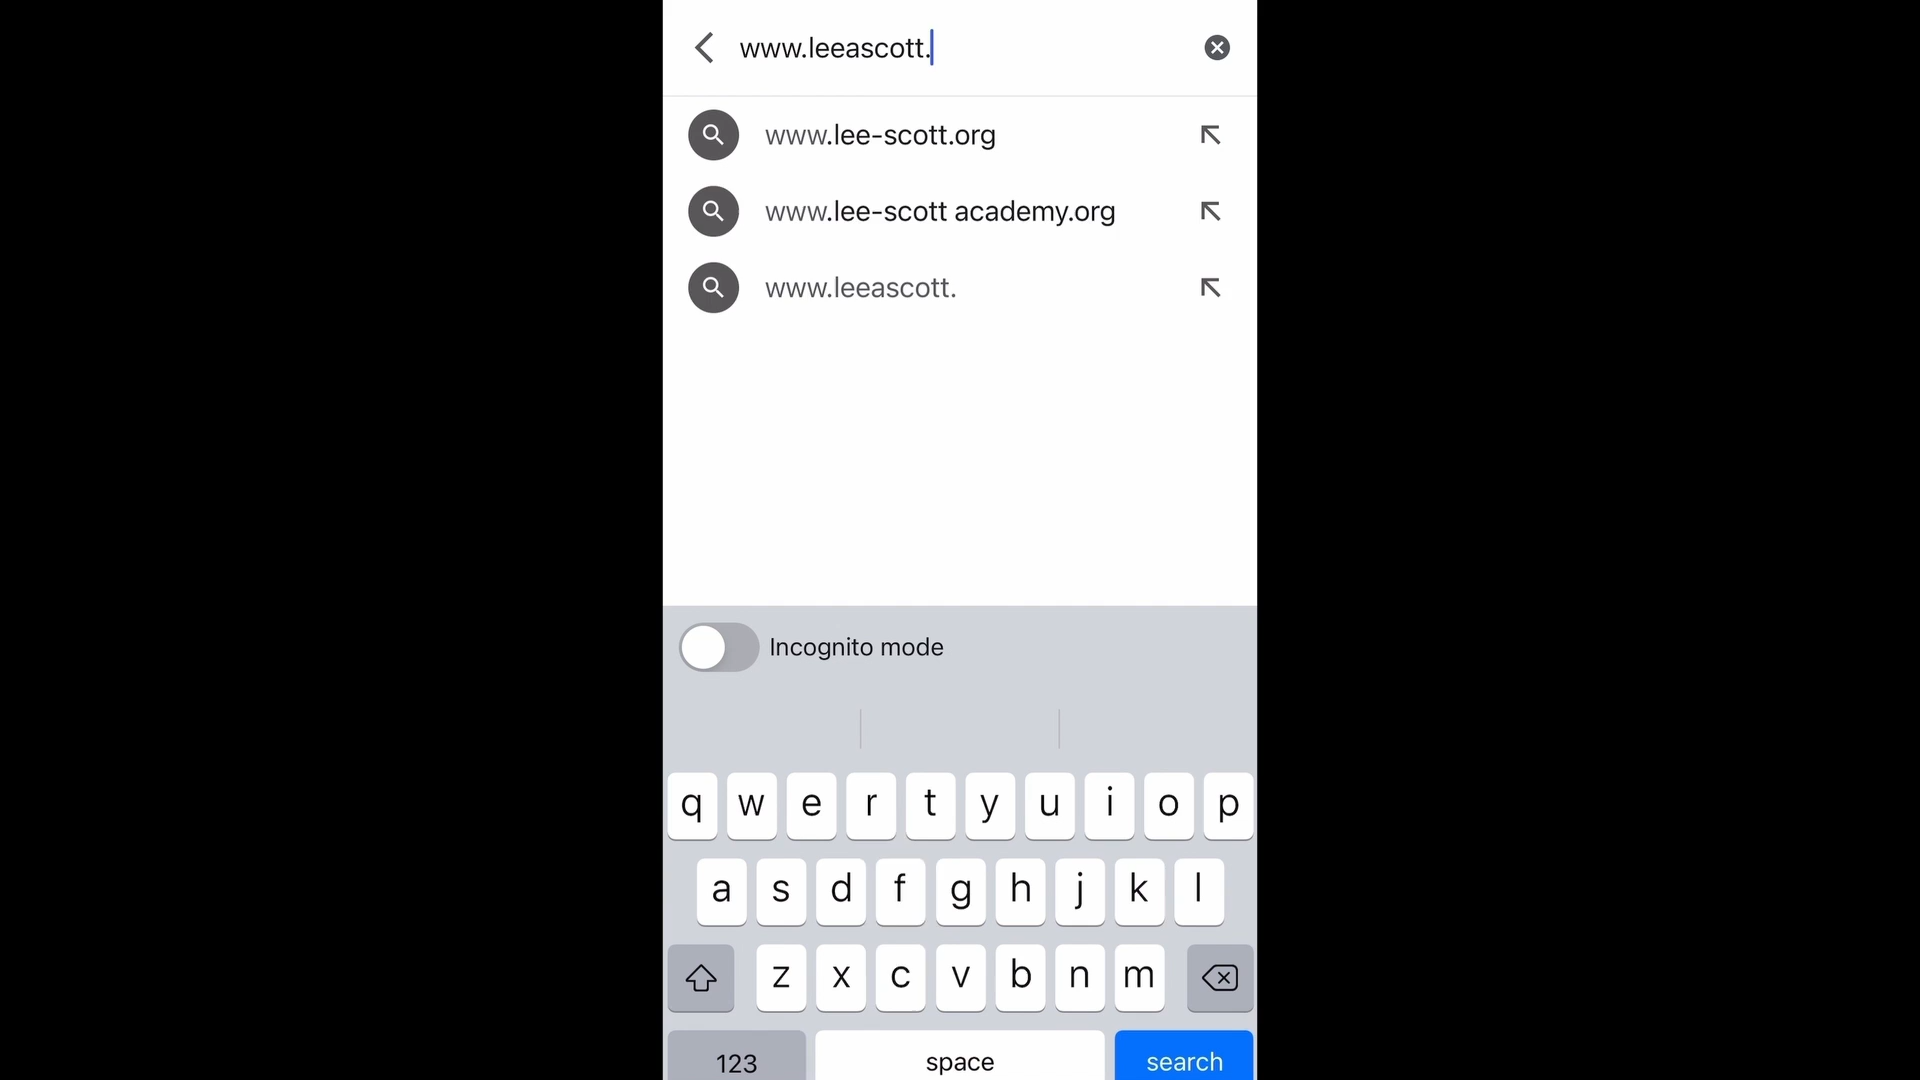 www.leeascott.
www.lee-scott.org
www.lee-scott academy.org
www.leeascott.
Incognito mode
q w e r t y u i o p
a s d f g h j k l
z x c v b n m
123 space search